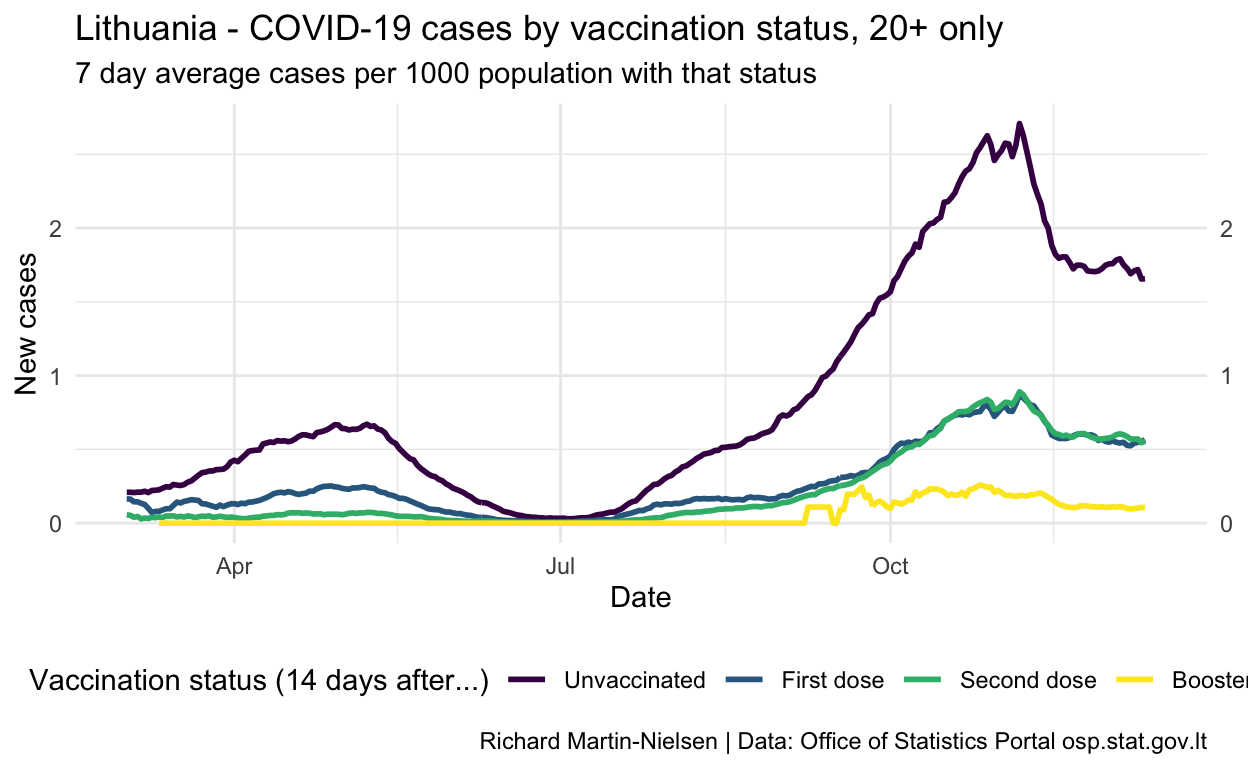 Lithuania - COVID-19 cases by vaccination status, 20+ only
7 day average cases per 1000 population with that status
New cases
2
1
0
2
1
0
Apr Jul Oct
Date
Vaccination status (14 days after...) Unvaccinated First dose Second dose Booster
Richard Martin-Nielsen | Data: Office of Statistics Portal osp.stat.gov.lt